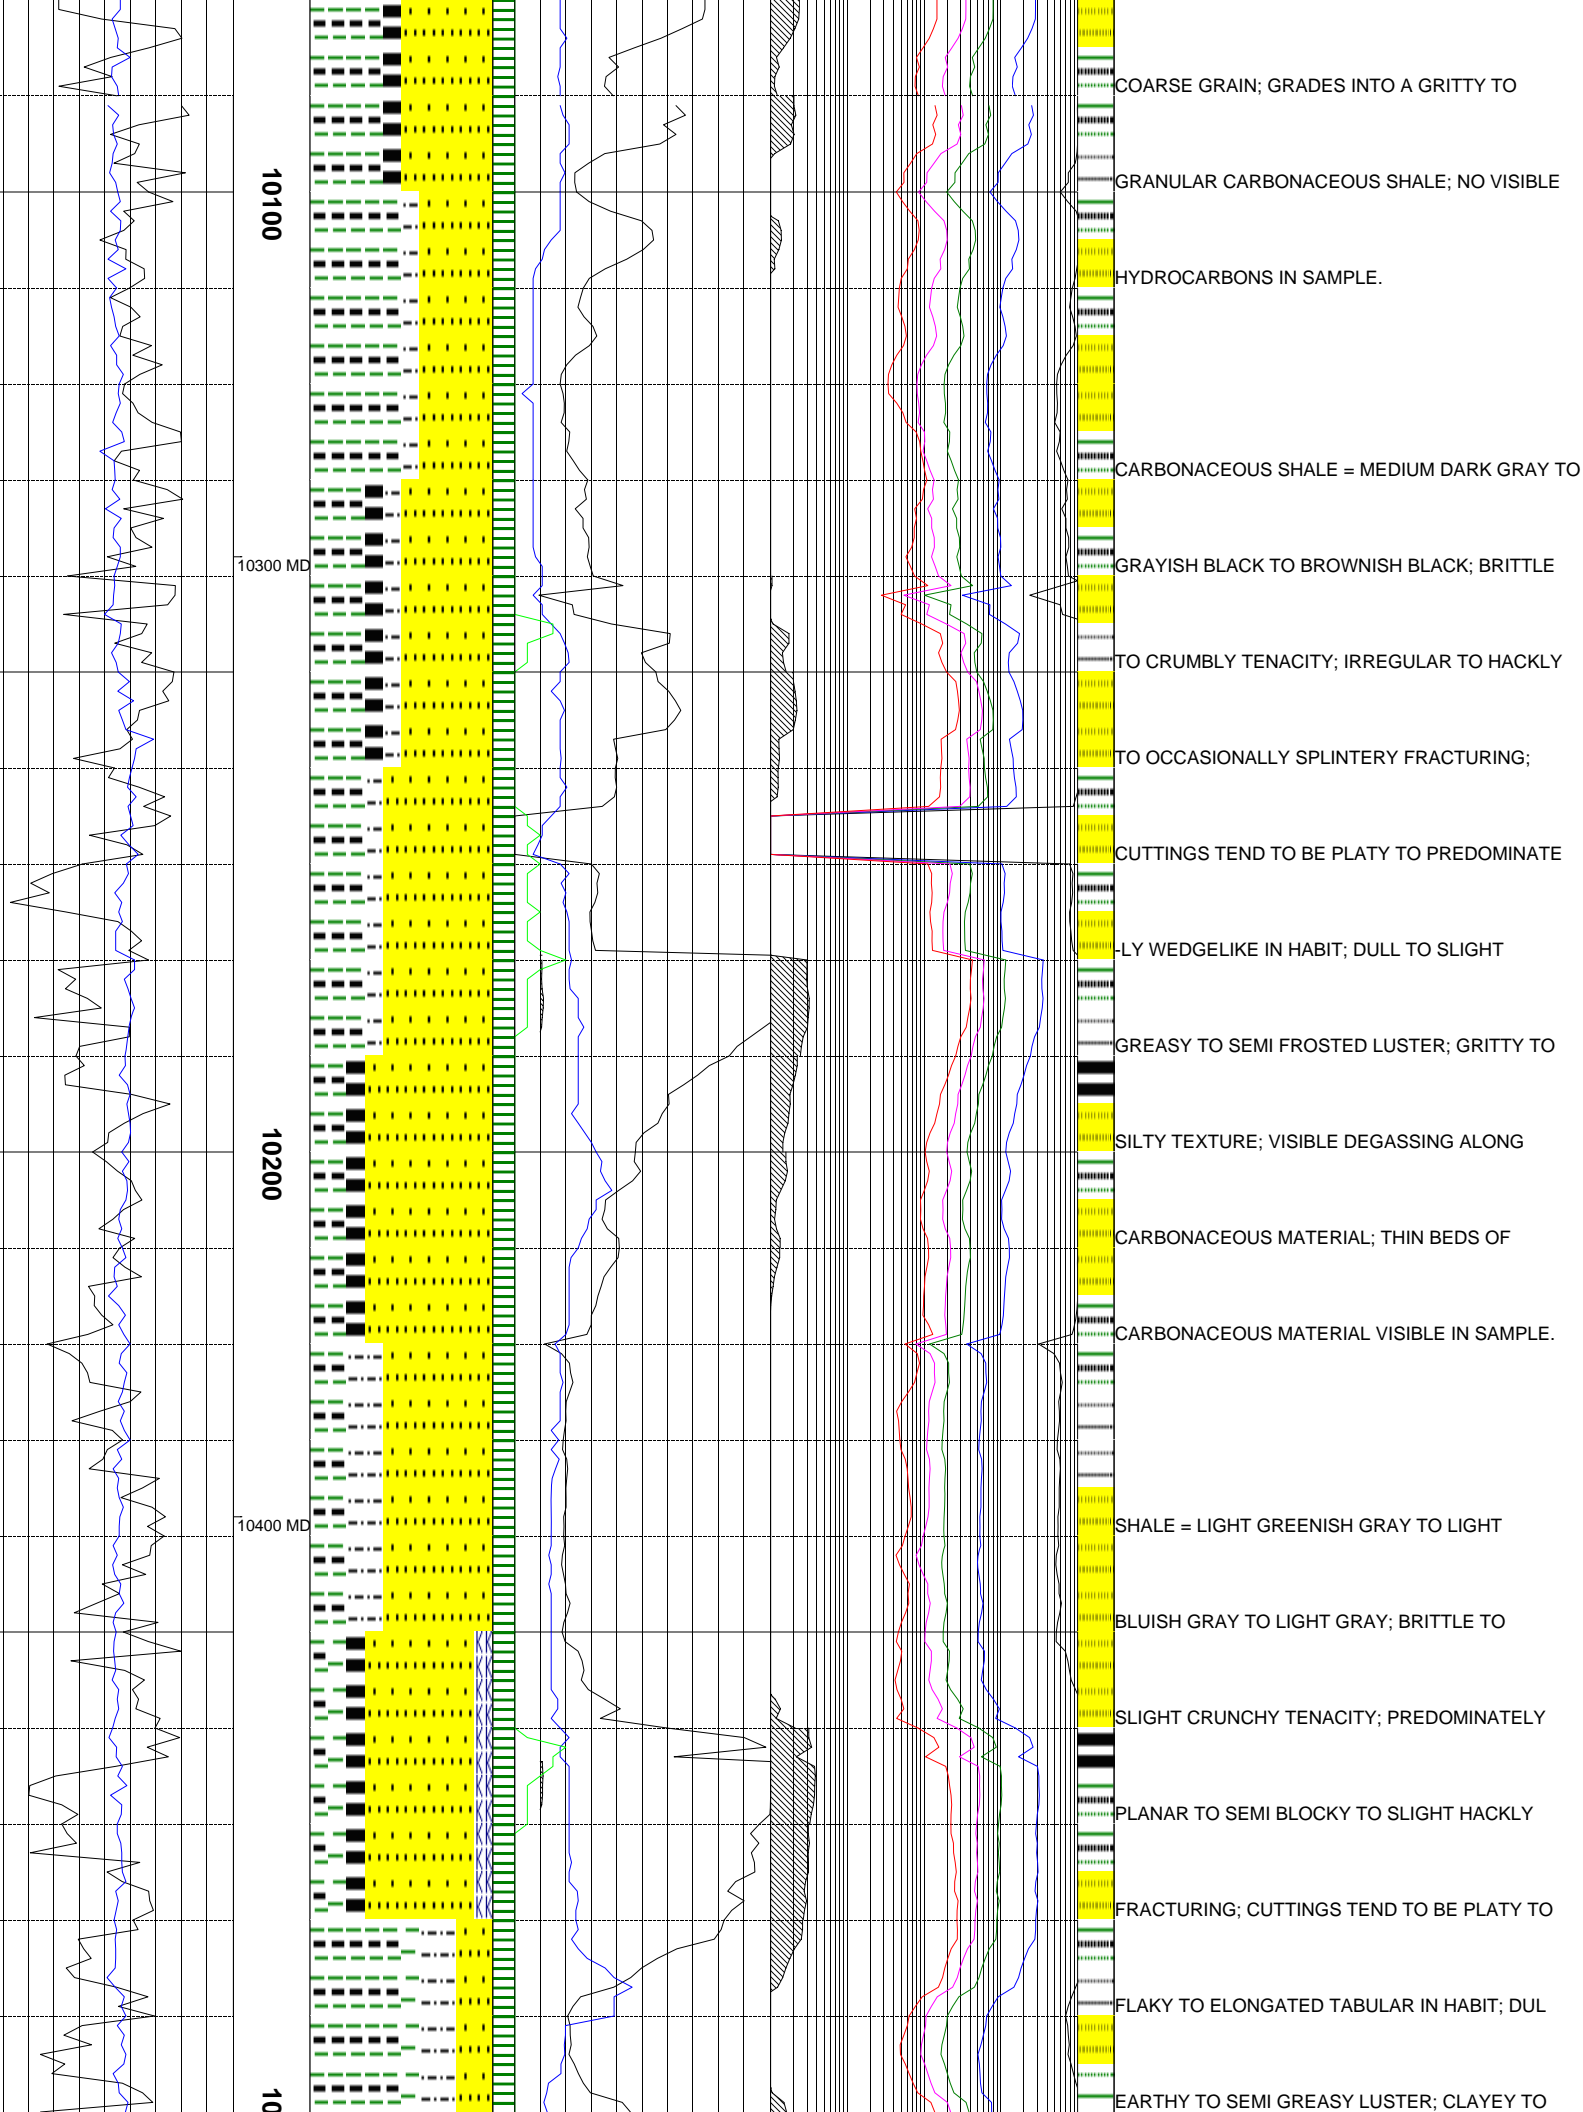 COARSE GRAIN; GRADES INTO A GRITTY TO
10100
GRANULAR CARBONACEOUS SHALE; NO VISIBLE
HYDROCARBONS IN SAMPLE.
CARBONACEOUS SHALE = MEDIUM DARK GRAY TO
10300 MD
GRAYISH BLACK TO BROWNISH BLACK; BRITTLE
TO CRUMBLY TENACITY; IRREGULAR TO HACKLY
TO OCCASIONALLY SPLINTERY FRACTURING;
CUTTINGS TEND TO BE PLATY TO PREDOMINATE
-LY WEDGELIKE IN HABIT; DULL TO SLIGHT
GREASY TO SEMI FROSTED LUSTER; GRITTY TO
10200
SILTY TEXTURE; VISIBLE DEGASSING ALONG
CARBONACEOUS MATERIAL; THIN BEDS OF
CARBONACEOUS MATERIAL VISIBLE IN SAMPLE.
10400 MD
SHALE = LIGHT GREENISH GRAY TO LIGHT
BLUISH GRAY TO LIGHT GRAY; BRITTLE TO
SLIGHT CRUNCHY TENACITY; PREDOMINATELY
PLANAR TO SEMI BLOCKY TO SLIGHT HACKLY
FRACTURING; CUTTINGS TEND TO BE PLATY TO
FLAKY TO ELONGATED TABULAR IN HABIT; DUL
10
EARTHY TO SEMI GREASY LUSTER; CLAYEY TO